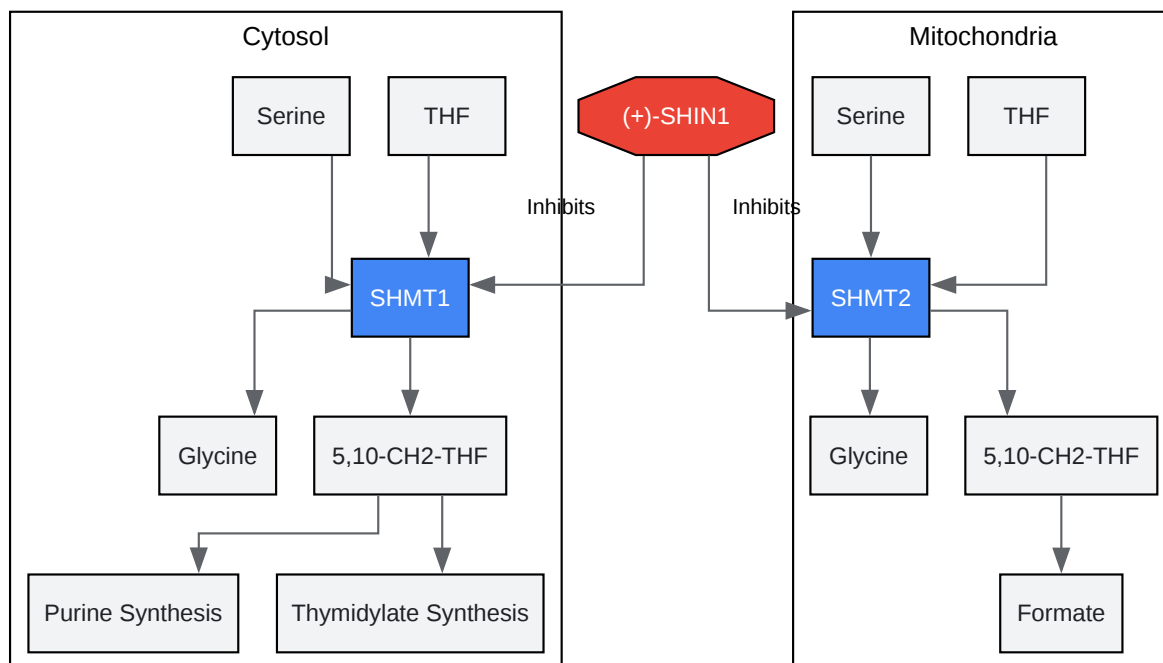 Cytosol
Mitochondria
Serine
THF
(+)-SHIN1
Serine
THF
Inhibits
Inhibits
SHMT1
SHMT2
Glycine
5,10-CH2-THF
Glycine
5,10-CH2-THF
Purine Synthesis
Thymidylate Synthesis
Formate